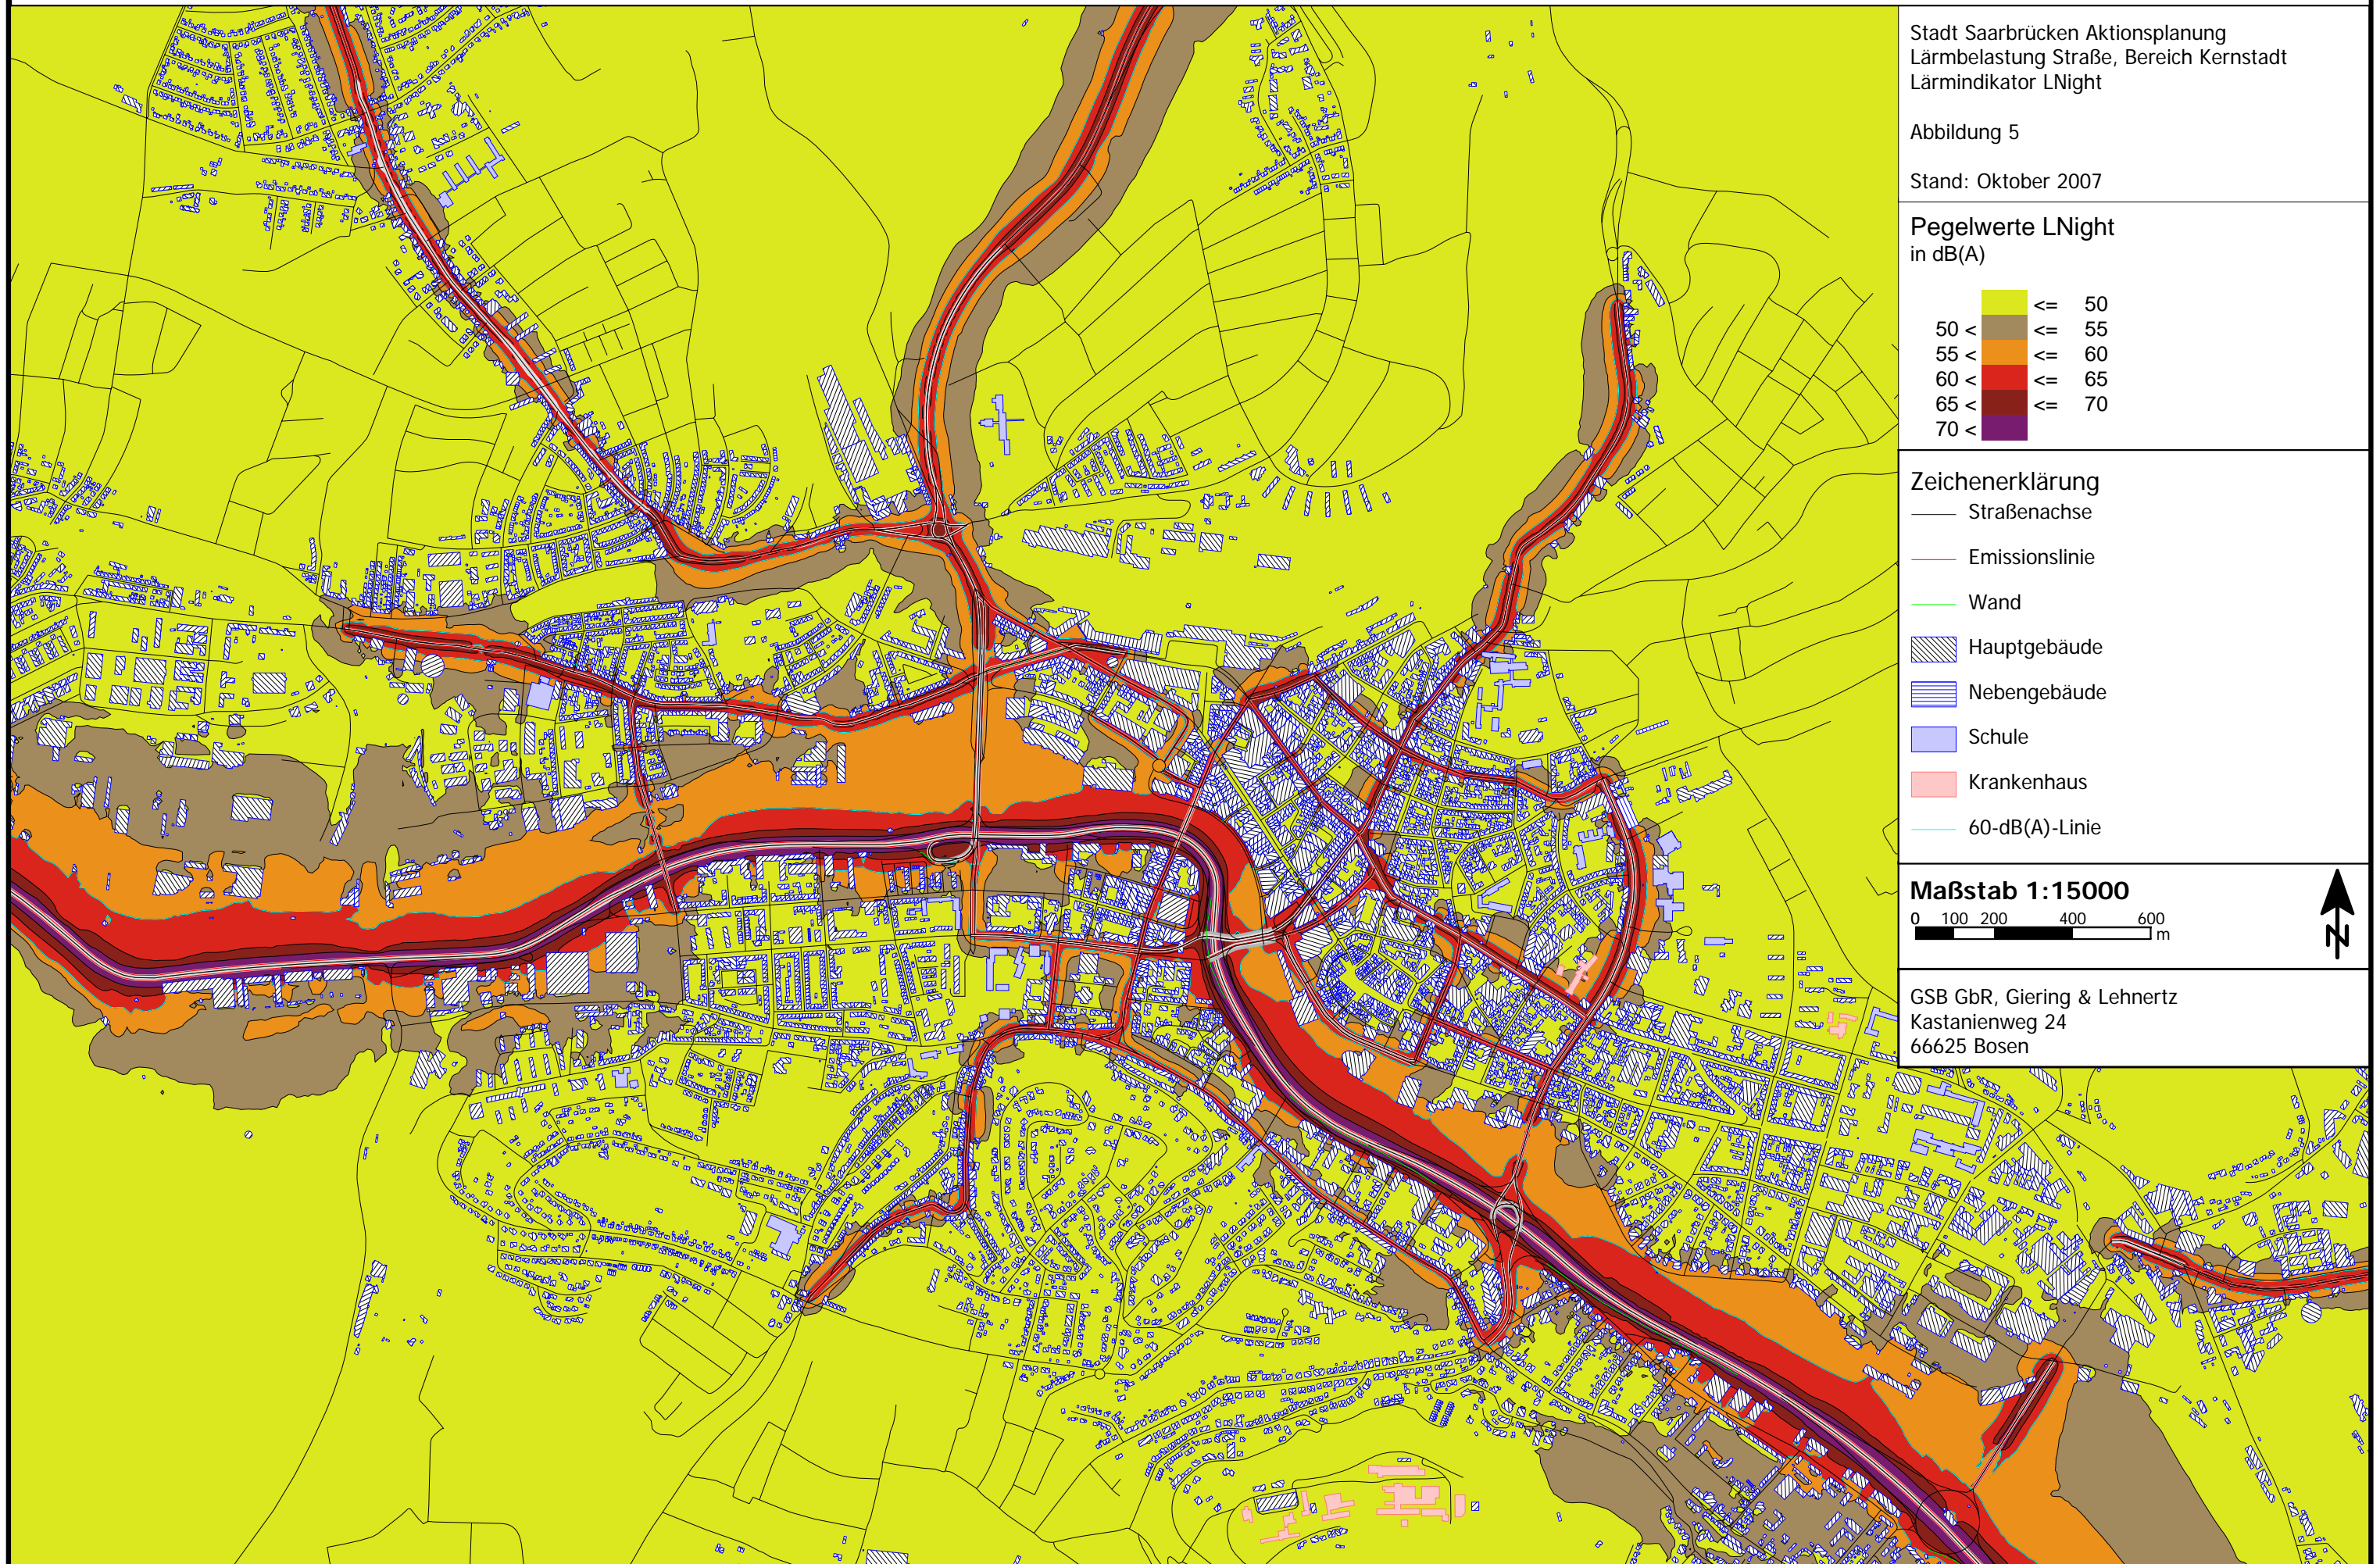 Stadt Saarbrücken Aktionsplanung
Lärmbelastung Straße, Bereich Kernstadt
Lärmindikator LNight
Abbildung 5
Stand: Oktober 2007
Pegelwerte LNight
in dB(A)
<= 50
50 < <= 55
55 < <= 60
60 < <= 65
65 < <= 70
70 <
Zeichenerklärung
Straßenachse
Emissionslinie
Wand
Hauptgebäude
Nebengebäude
Schule
Krankenhaus
60-dB(A)-Linie
Maßstab 1:15000
0 100 200 400 600
m
N
GSB GbR, Giering & Lehnertz
Kastanienweg 24
66625 Bosen